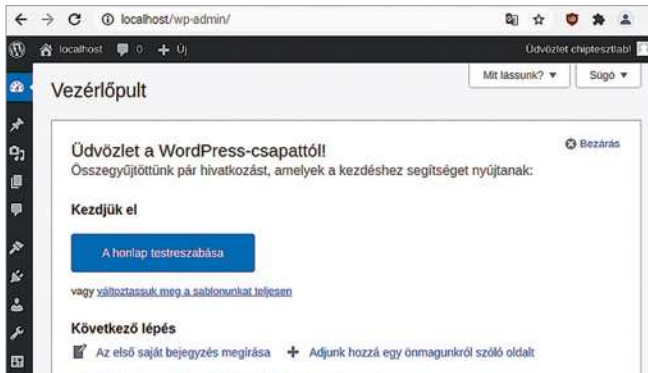 localhost/wp-admin/
localhost 0 + Új Üdvözlet chiptesztlab!
Mit lássunk? ▼ Súgó ▼
Vezérlőpult
Üdvözlet a WordPress-csapattól!
Bezárás
Összegyűjtöttünk pár hivatkozást, amelyek a kezdéshez segítséget nyújtanak:
Kezdjük el
A honlap testreszabása
vagy változtassuk meg a sablonunkat teljesen
Következő lépés
Az első saját bejegyzés megírása + Adjunk hozzá egy önmagunkról szóló oldalt